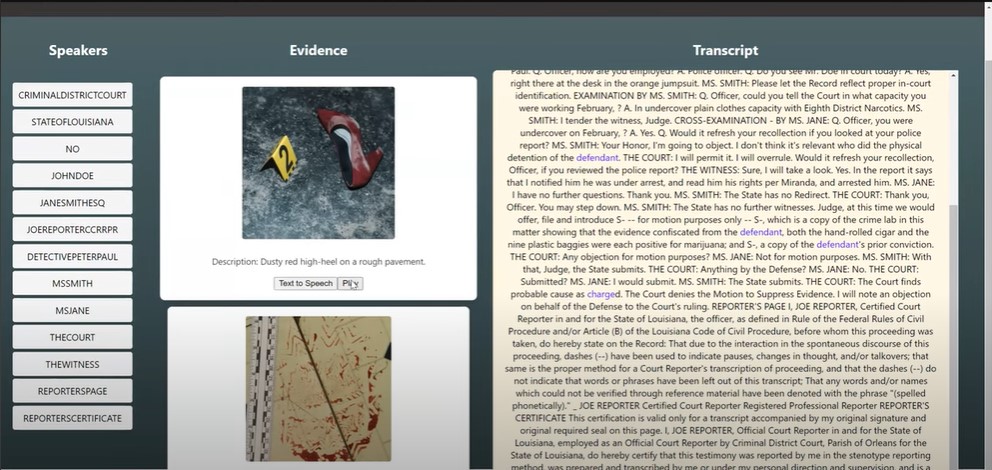 Speakers
CRIMINALDISTRICTCOURT
STATEOFLOUISIANA
NO
JOHNDOE
JANESMITHESQ
JOEREPORTERCCRRPR
DETECTIVEPETERPAUL
MSSMITH
MSJANE
THECOURT
THEWITNESS
REPORTERSPAGE
REPORTERSCERTIFICATE
Evidence
2
Description: Dusty red high-heel on a rough pavement.
Text to Speech
Play
Transcript
Paul. Q. Officer, how are you employed? A. Police officer. Q. Do you see Mr. Doe in court today? A. Yes,
right there at the desk in the orange jumpsuit. MS. SMITH: Please let the Record reflect proper in-court
identification. EXAMINATION BY MS. SMITH: Q. Officer, could you tell the Court in what capacity you
were working February, ? A. In undercover plain clothes capacity with Eighth District Narcotics. MS.
SMITH: I tender the witness, Judge. CROSS-EXAMINATION - BY MS. JANE: Q. Officer, you were
undercover on February, ? A. Yes. Q. Would it refresh your recollection if you looked at your police
report? MS. SMITH: Your Honor, I'm going to object. I don't think it's relevant who did the physical
detention of the defendant. THE COURT: I will permit it. I will overrule. Would it refresh your recollection,
Officer, if you reviewed the police report? THE WITNESS: Sure, I will take a look. Yes. In the report it says
that I notified him he was under arrest, and read him his rights per Miranda, and arrested him. MS. JANE:
I have no further questions. Thank you. MS. SMITH: The State has no Redirect. THE COURT: Thank you,
Officer. You may step down. MS. SMITH: The State has no further witnesses. Judge, at this time we would
offer, file and introduce S- -- for motion purposes only -- S-, which is a copy of the crime lab in this
matter showing that the evidence confiscated from the defendant, both the hand-rolled cigar and the
nine plastic baggies were each positive for marijuana; and S-, a copy of the defendant's prior conviction.
THE COURT: Any objection for motion purposes? MS. JANE: Not for motion purposes. MS. SMITH: With
that, Judge, the State submits. THE COURT: Anything by the Defense? MS. JANE: No. THE COURT:
Submitted? MS. JANE: I would submit. MS. SMITH: The State submits. THE COURT: The Court finds
probable cause as charged. The Court denies the Motion to Suppress Evidence. I will note an objection
on behalf of the Defense to the Court's ruling. REPORTER'S PAGE I, JOE REPORTER, Certified Court
Reporter in and for the State of Louisiana, the officer, as defined in Rule of the Federal Rules of Civil
Procedure and/or Article (B) of the Louisiana Code of Civil Procedure, before whom this proceeding was
taken, do hereby state on the Record: That due to the interaction in the spontaneous discourse of this
proceeding, dashes (--) have been used to indicate pauses, changes in thought, and/or talkovers; that
same is the proper method for a Court Reporter's transcription of proceeding, and that the dashes (--) do
not indicate that words or phrases have been left out of this transcript; That any words and/or names
which could not be verified through reference material have been denoted with the phrase "(spelled
phonetically)." _ JOE REPORTER Certified Court Reporter Registered Professional Reporter REPORTER'S
CERTIFICATE This certification is valid only for a transcript accompanied by my original signature and
original required seal on this page. I, JOE REPORTER, Official Court Reporter in and for the State of
Louisiana, employed as an Official Court Reporter by Criminal District Court, Parish of Orleans for the
State of Louisiana, do hereby certify that this testimony was reported by me in the stenotype reporting
method, was prepared and transcribed by me or under my personal direction and supervision, and is a